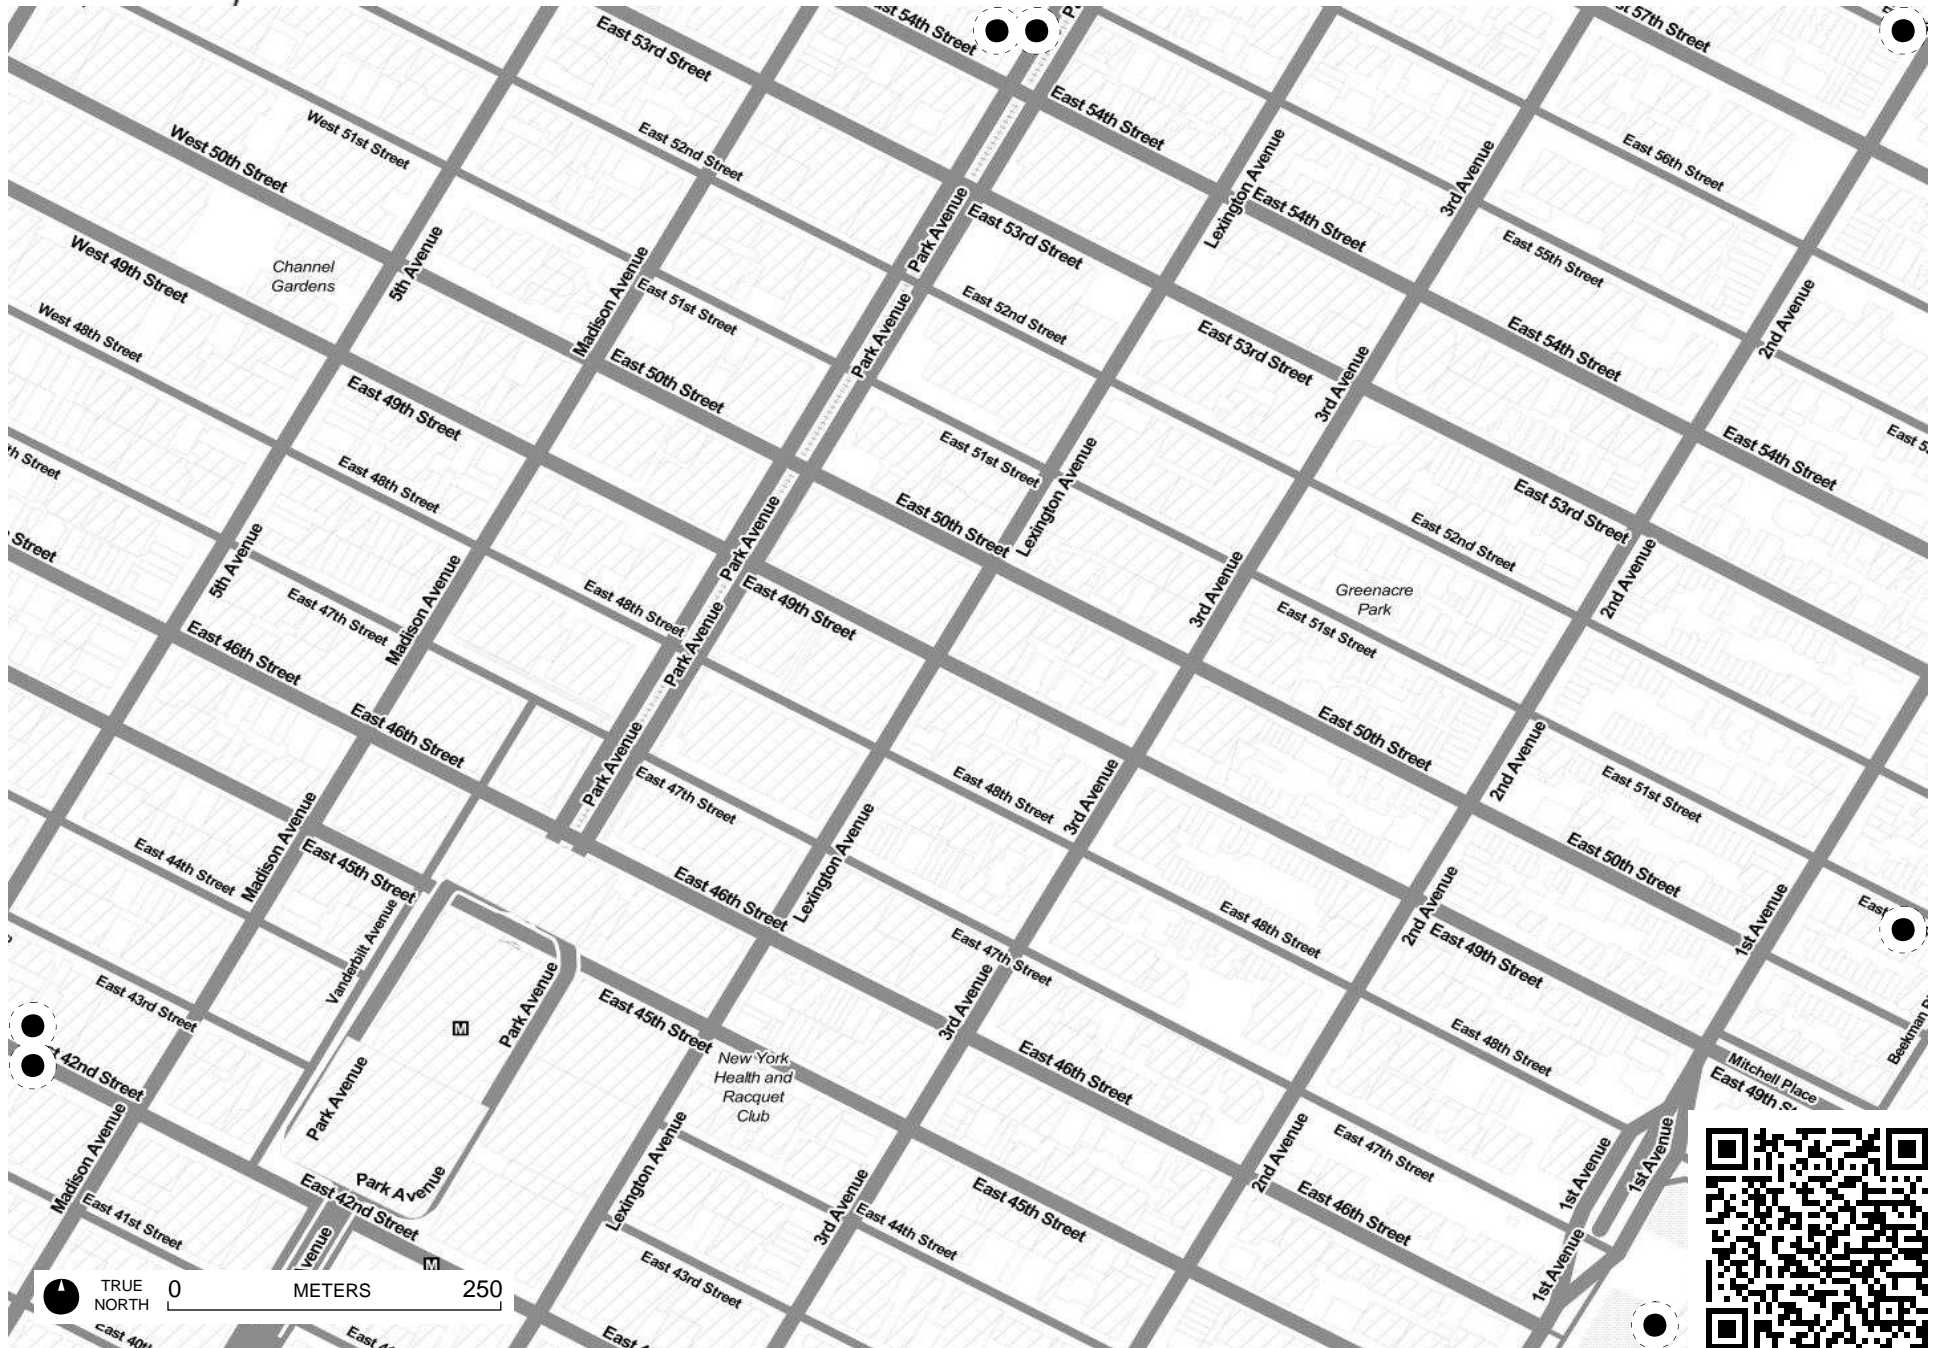 East 53rd Street
54th Street
57th Street
East 54th Street
West 51st Street
West 50th Street
East 52nd Street
Lexington Avenue
3rd Avenue
East 56th Street
Park Avenue
East 53rd Street
East 54th Street
East 55th Street
West 49th Street
Channel
Gardens
5th Avenue
Madison Avenue
East 51st Street
East 52nd Street
2nd Avenue
West 48th Street
Park Avenue
East 53rd Street
East 54th Street
East 50th Street
3rd Avenue
East 49th Street
East 51st Street
East 54th Street
East 48th Street
Lexington Avenue
East 50th Street
East 53rd Street
East 52nd Street
Street
5th Avenue
Park Avenue
Madison Avenue
East 47th Street
East 48th Street
East 49th Street
3rd Avenue
Greenacre
Park
East 51st Street
2nd Avenue
East 46th Street
Park Avenue
East 46th Street
Park Avenue
East 47th Street
East 48th Street
3rd Avenue
East 50th Street
2nd Avenue
East 51st Street
Madison Avenue
East 44th Street
East 45th Street
East 46th Street
Lexington Avenue
East 50th Street
Vanderbilt Avenue
East 47th Street
East 48th Street
2nd Avenue
East 49th Street
1st Avenue
East 43rd Street
Park Avenue
M
East 45th Street
3rd Avenue
East 48th Street
42nd Street
Park Avenue
New York
Health and
Racquet
Club
East 46th Street
Mitchell Place
East 49th
Beekman
Madison Avenue
East 41st Street
Park Avenue
East 42nd Street
Lexington Avenue
3rd Avenue
East 44th Street
East 45th Street
2nd Avenue
East 47th Street
East 46th Street
1st Avenue
1st Avenue
1st Avenue
M
East 43rd Street
TRUE
NORTH
0
METERS
250